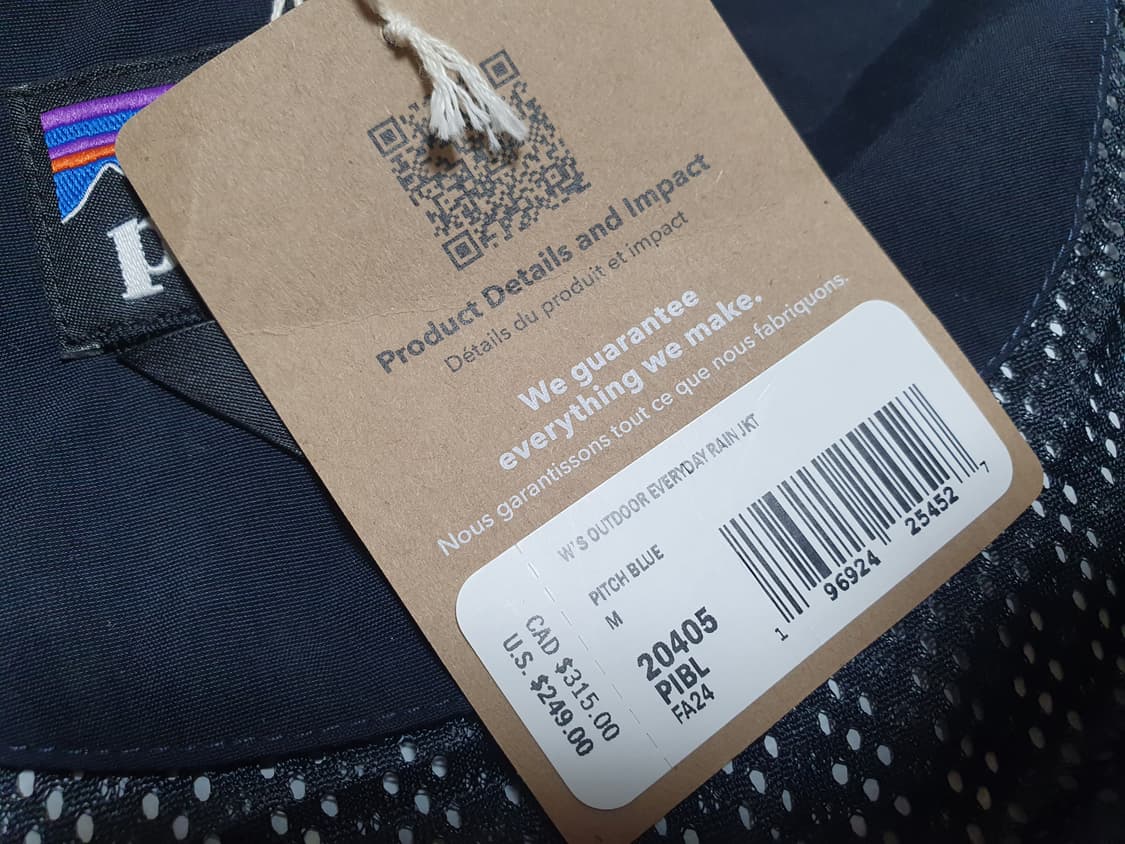 p
Product Details and Impact
Détails du produit et impact
We guarantee
everything we make.
Nous garantissons tout ce que nous fabriquons.
W'S OUTDOOR EVERYDAY RAIN JKT
PITCH BLUE
M
20405
PIBL
FA24
CAD $315.00
U.S. $249.00
1 96924 25452 7